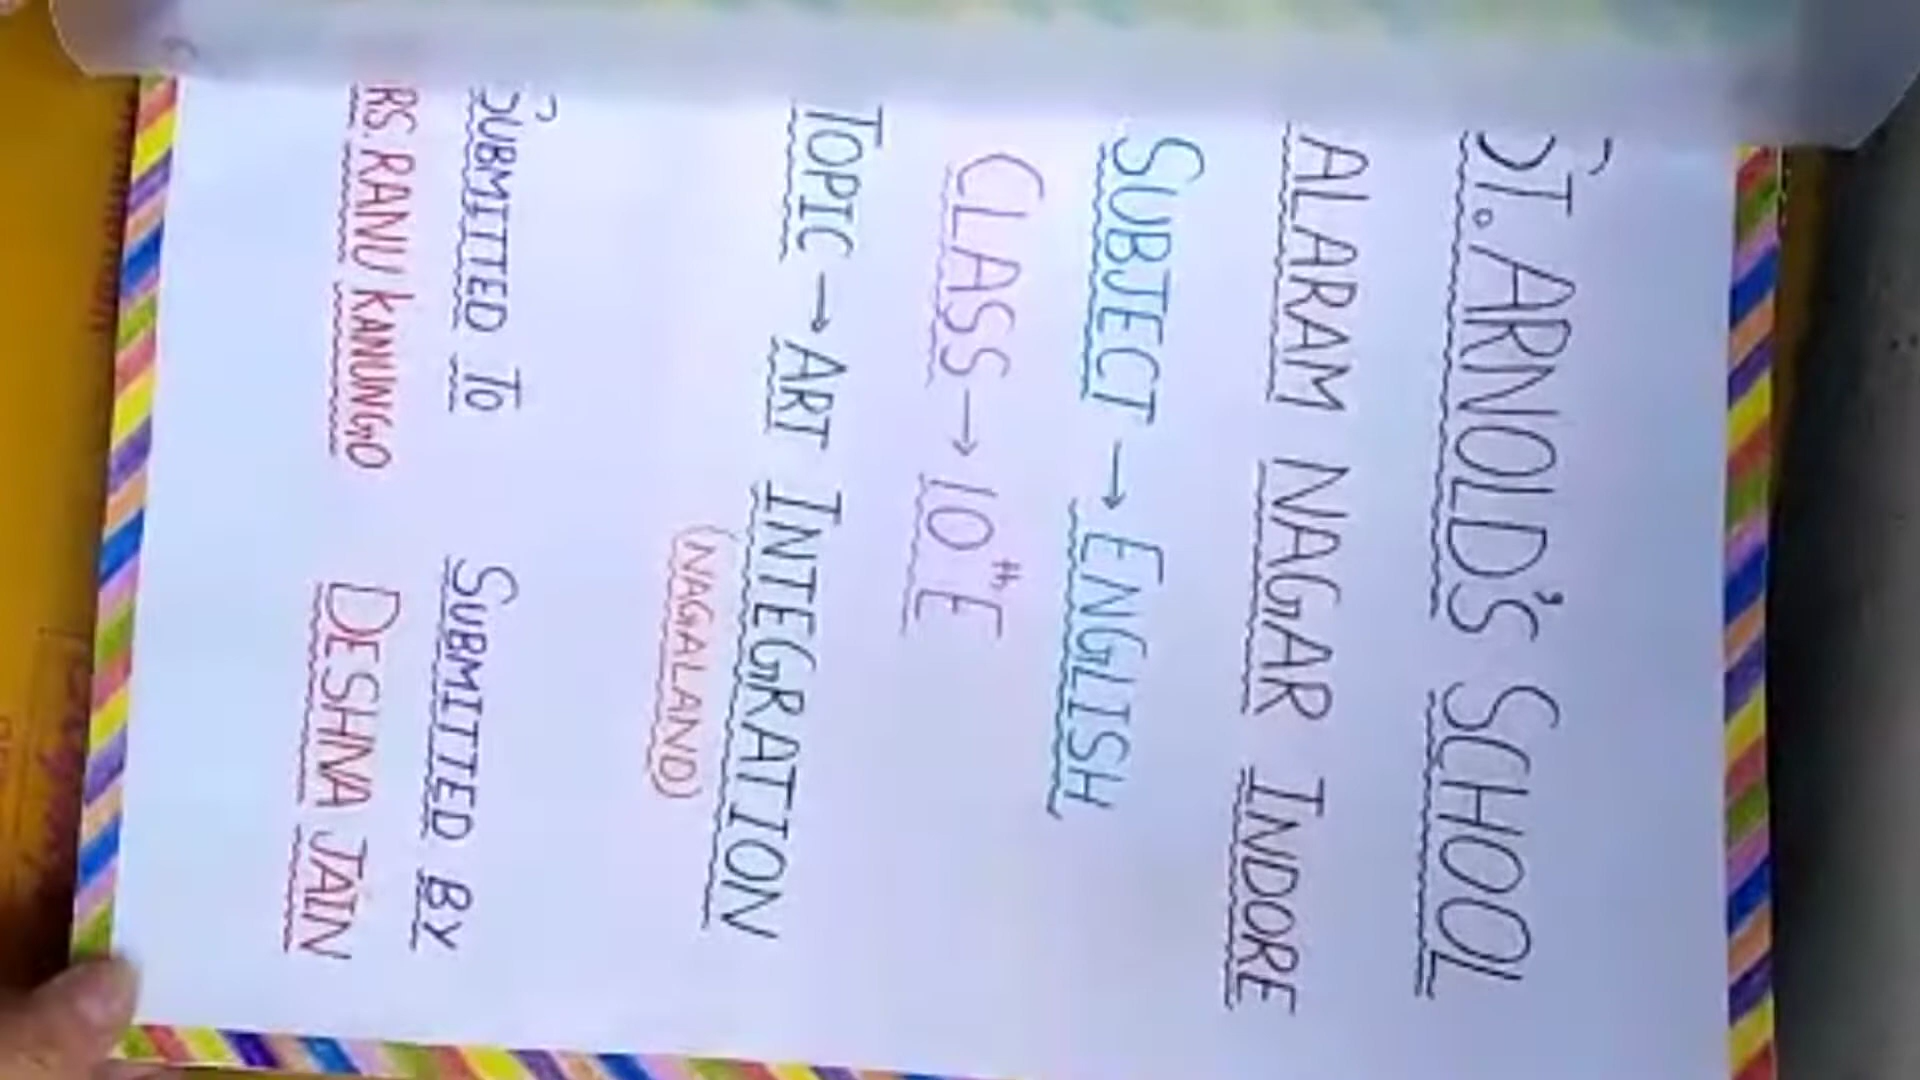 ST. ARNOLD'S SCHOOL
ALARAM NAGAR INDORE
SUBJECT → ENGLISH
CLASS → 10th E
TOPIC → ART INTEGRATION
(NAGALAND)
SUBMITTED TO SUBMITTED BY
RS. RANU KANUNGO DESHNA JAIN